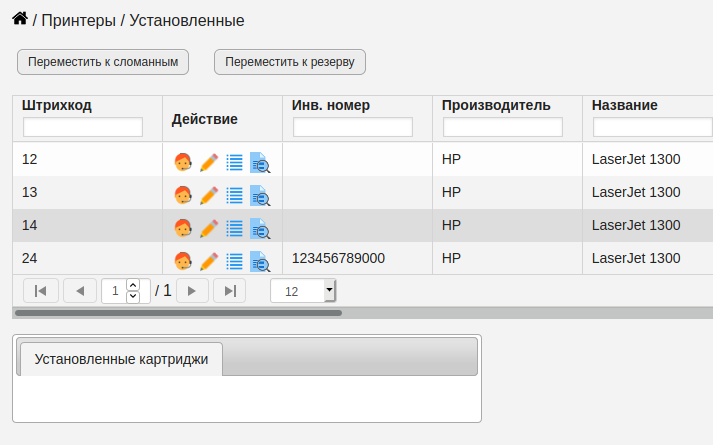 / Принтеры / Установленные
Переместить к сломанным Переместить к резерву
Штрихкод Действие Инв. номер Производитель Название
12 HP LaserJet 1300
13 HP LaserJet 1300
14 HP LaserJet 1300
24 123456789000 HP LaserJet 1300
1 / 1 12
Установленные картриджи